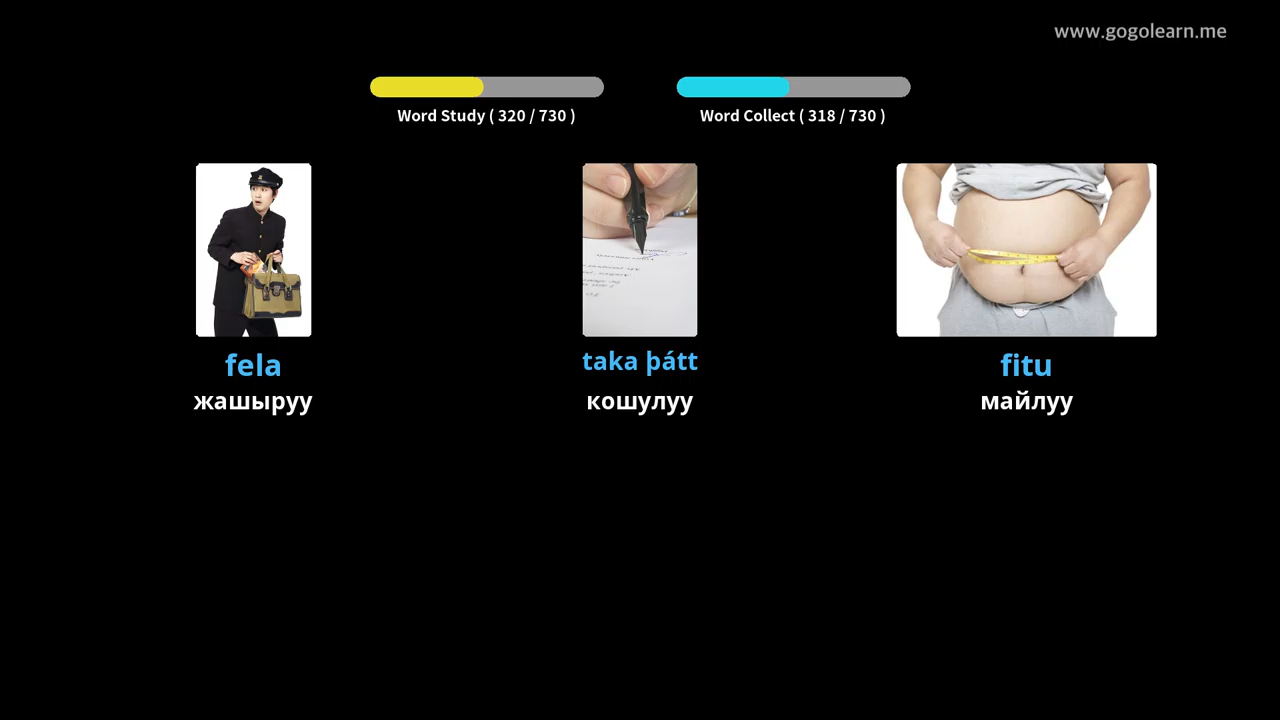 www.gogolearn.me
Word Study ( 320 / 730 )
Word Collect ( 318 / 730 )
fela
taka þátt
fitu
жашыруу
кошулуу
майлуу